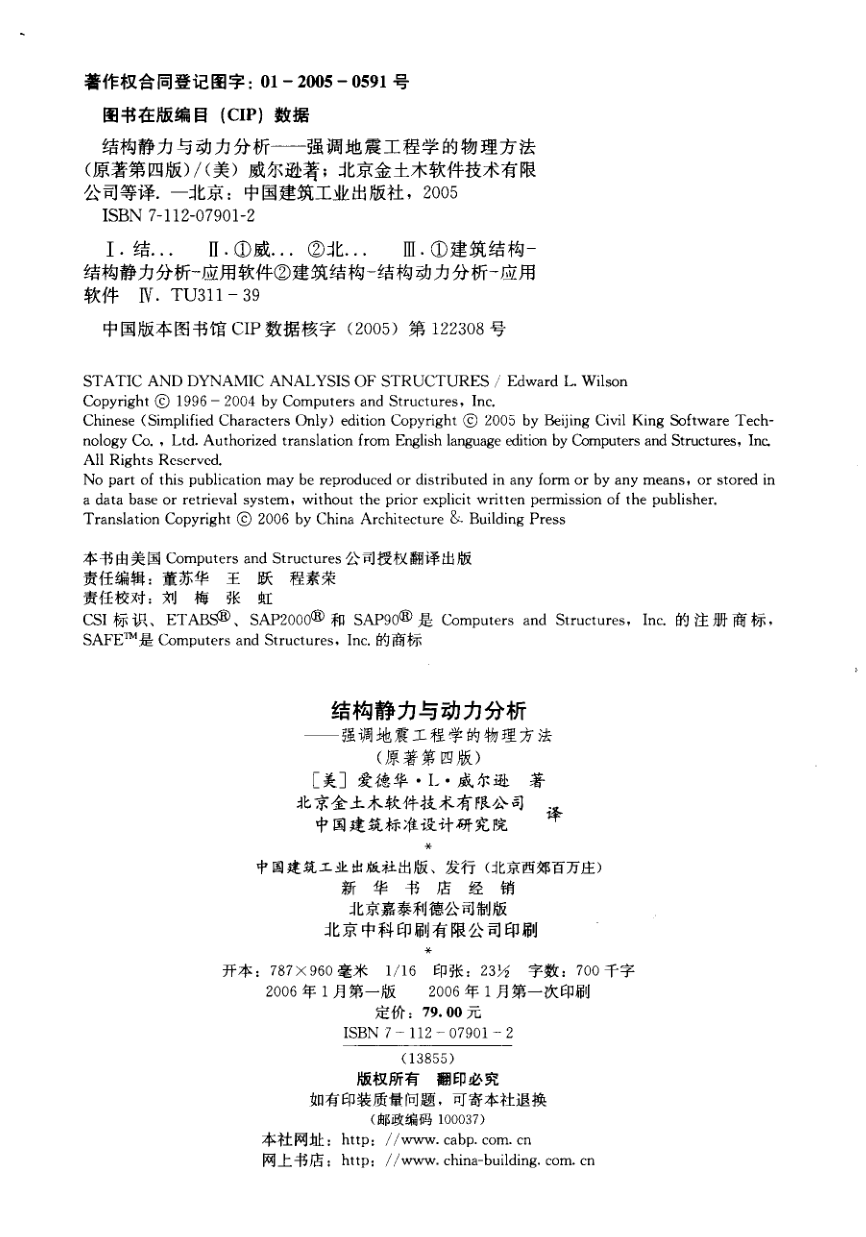 著作权合同登记图字：01－2005－0591 号
图书在版编目（CIP）数据
结构静力与动力分析——强调地震工程学的物理方法
（原著第四版）/（美）威尔逊著；北京金土木软件技术有限
公司等译. —北京：中国建筑工业出版社，2005
ISBN 7-112-07901-2
Ⅰ. 结... Ⅱ. ①威... ②北... Ⅲ. ①建筑结构-
结构静力分析-应用软件②建筑结构-结构动力分析-应用
软件 Ⅳ. TU311－39
中国版本图书馆 CIP 数据核字（2005）第 122308 号
STATIC AND DYNAMIC ANALYSIS OF STRUCTURES / Edward L. Wilson
Copyright © 1996－2004 by Computers and Structures, Inc.
Chinese (Simplified Characters Only) edition Copyright © 2005 by Beijing Civil King Software Tech-
nology Co., Ltd. Authorized translation from English language edition by Computers and Structures, Inc.
All Rights Reserved.
No part of this publication may be reproduced or distributed in any form or by any means, or stored in
a data base or retrieval system, without the prior explicit written permission of the publisher.
Translation Copyright © 2006 by China Architecture & Building Press
本书由美国 Computers and Structures 公司授权翻译出版
责任编辑：董苏华 王 跃 程素荣
责任校对：刘 梅 张 虹
CSI 标识、ETABS®、SAP2000® 和 SAP90® 是 Computers and Structures, Inc. 的注册商标，
SAFE™是 Computers and Structures, Inc. 的商标
结构静力与动力分析
——强调地震工程学的物理方法
（原著第四版）
［美］爱德华·L·威尔逊 著
北京金土木软件技术有限公司
中国建筑标准设计研究院 译
*
中国建筑工业出版社出版、发行（北京西郊百万庄）
新 华 书 店 经 销
北京嘉泰利德公司制版
北京中科印刷有限公司印刷
*
开本：787×960 毫米 1/16 印张：23½ 字数：700 千字
2006 年 1 月第一版 2006 年 1 月第一次印刷
定价：79.00 元
ISBN 7－112－07901－2
（13855）
版权所有 翻印必究
如有印装质量问题，可寄本社退换
（邮政编码 100037）
本社网址：http：//www.cabp.com.cn
网上书店：http：//www.china-building.com.cn